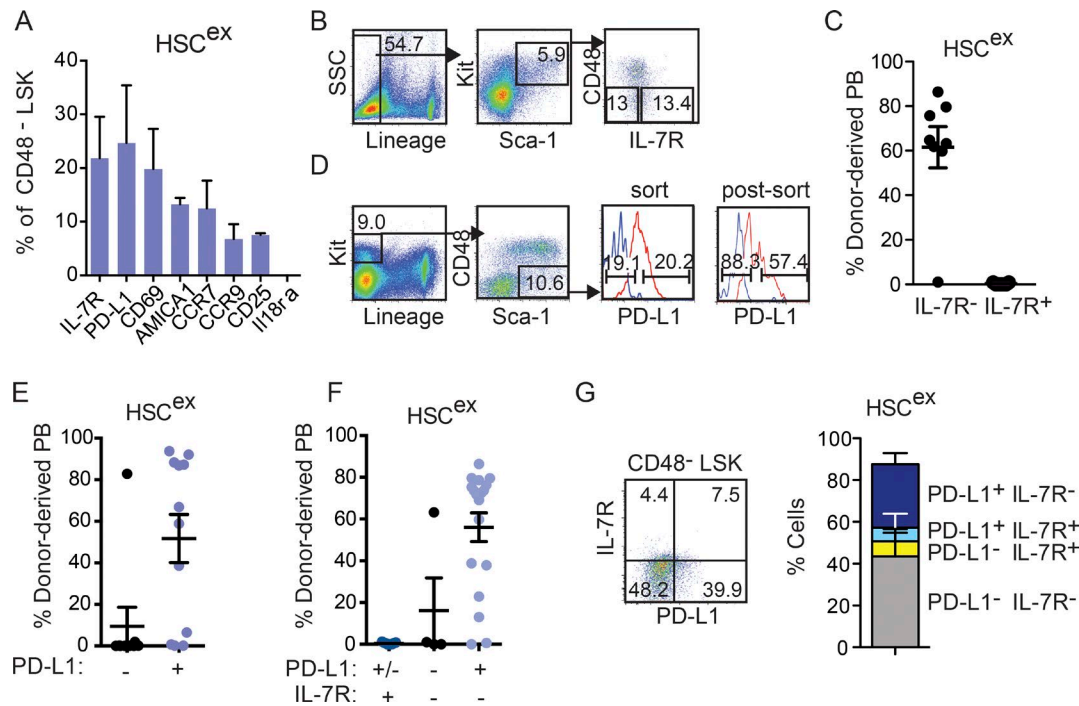 A
HSCex
% of CD48 - LSK
40
30
20
10
0
IL-7R
PD-L1
CD69
AMICA1
CCR7
CCR9
CD25
Il18ra
B
SSC
54.7
Lineage
Kit
5.9
Sca-1
CD48
13
13.4
IL-7R
C
HSCex
% Donor-derived PB
100
80
60
40
20
0
IL-7R- IL-7R+
D
Kit
9.0
Lineage
CD48
10.6
Sca-1
sort
9.1
20.2
PD-L1
post-sort
88.3
57.4
PD-L1
E
HSCex
% Donor-derived PB
100
80
60
40
20
0
PD-L1: - +
F
HSCex
% Donor-derived PB
100
80
60
40
20
0
PD-L1: +/- - +
IL-7R: + - -
G
CD48- LSK
IL-7R
4.4
7.5
48.2
39.9
PD-L1
HSCex
% Cells
100
80
60
40
20
0
PD-L1+ IL-7R-
PD-L1+ IL-7R+
PD-L1- IL-7R+
PD-L1- IL-7R-